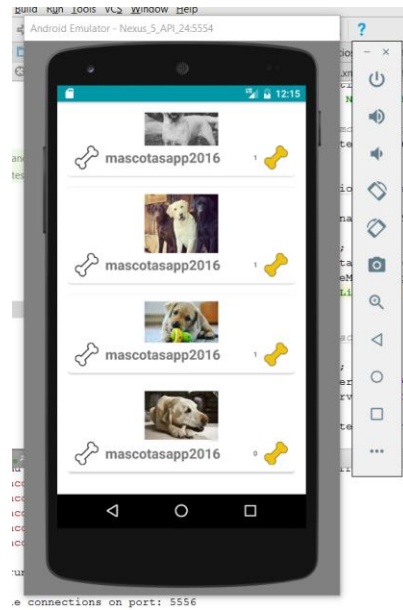 Build Run Tools VCS Window Help
Android Emulator - Nexus_5_API_24:5554
12:15
mascotasapp2016
1
mascotasapp2016
1
mascotasapp2016
1
mascotasapp2016
0
connections on port: 5556